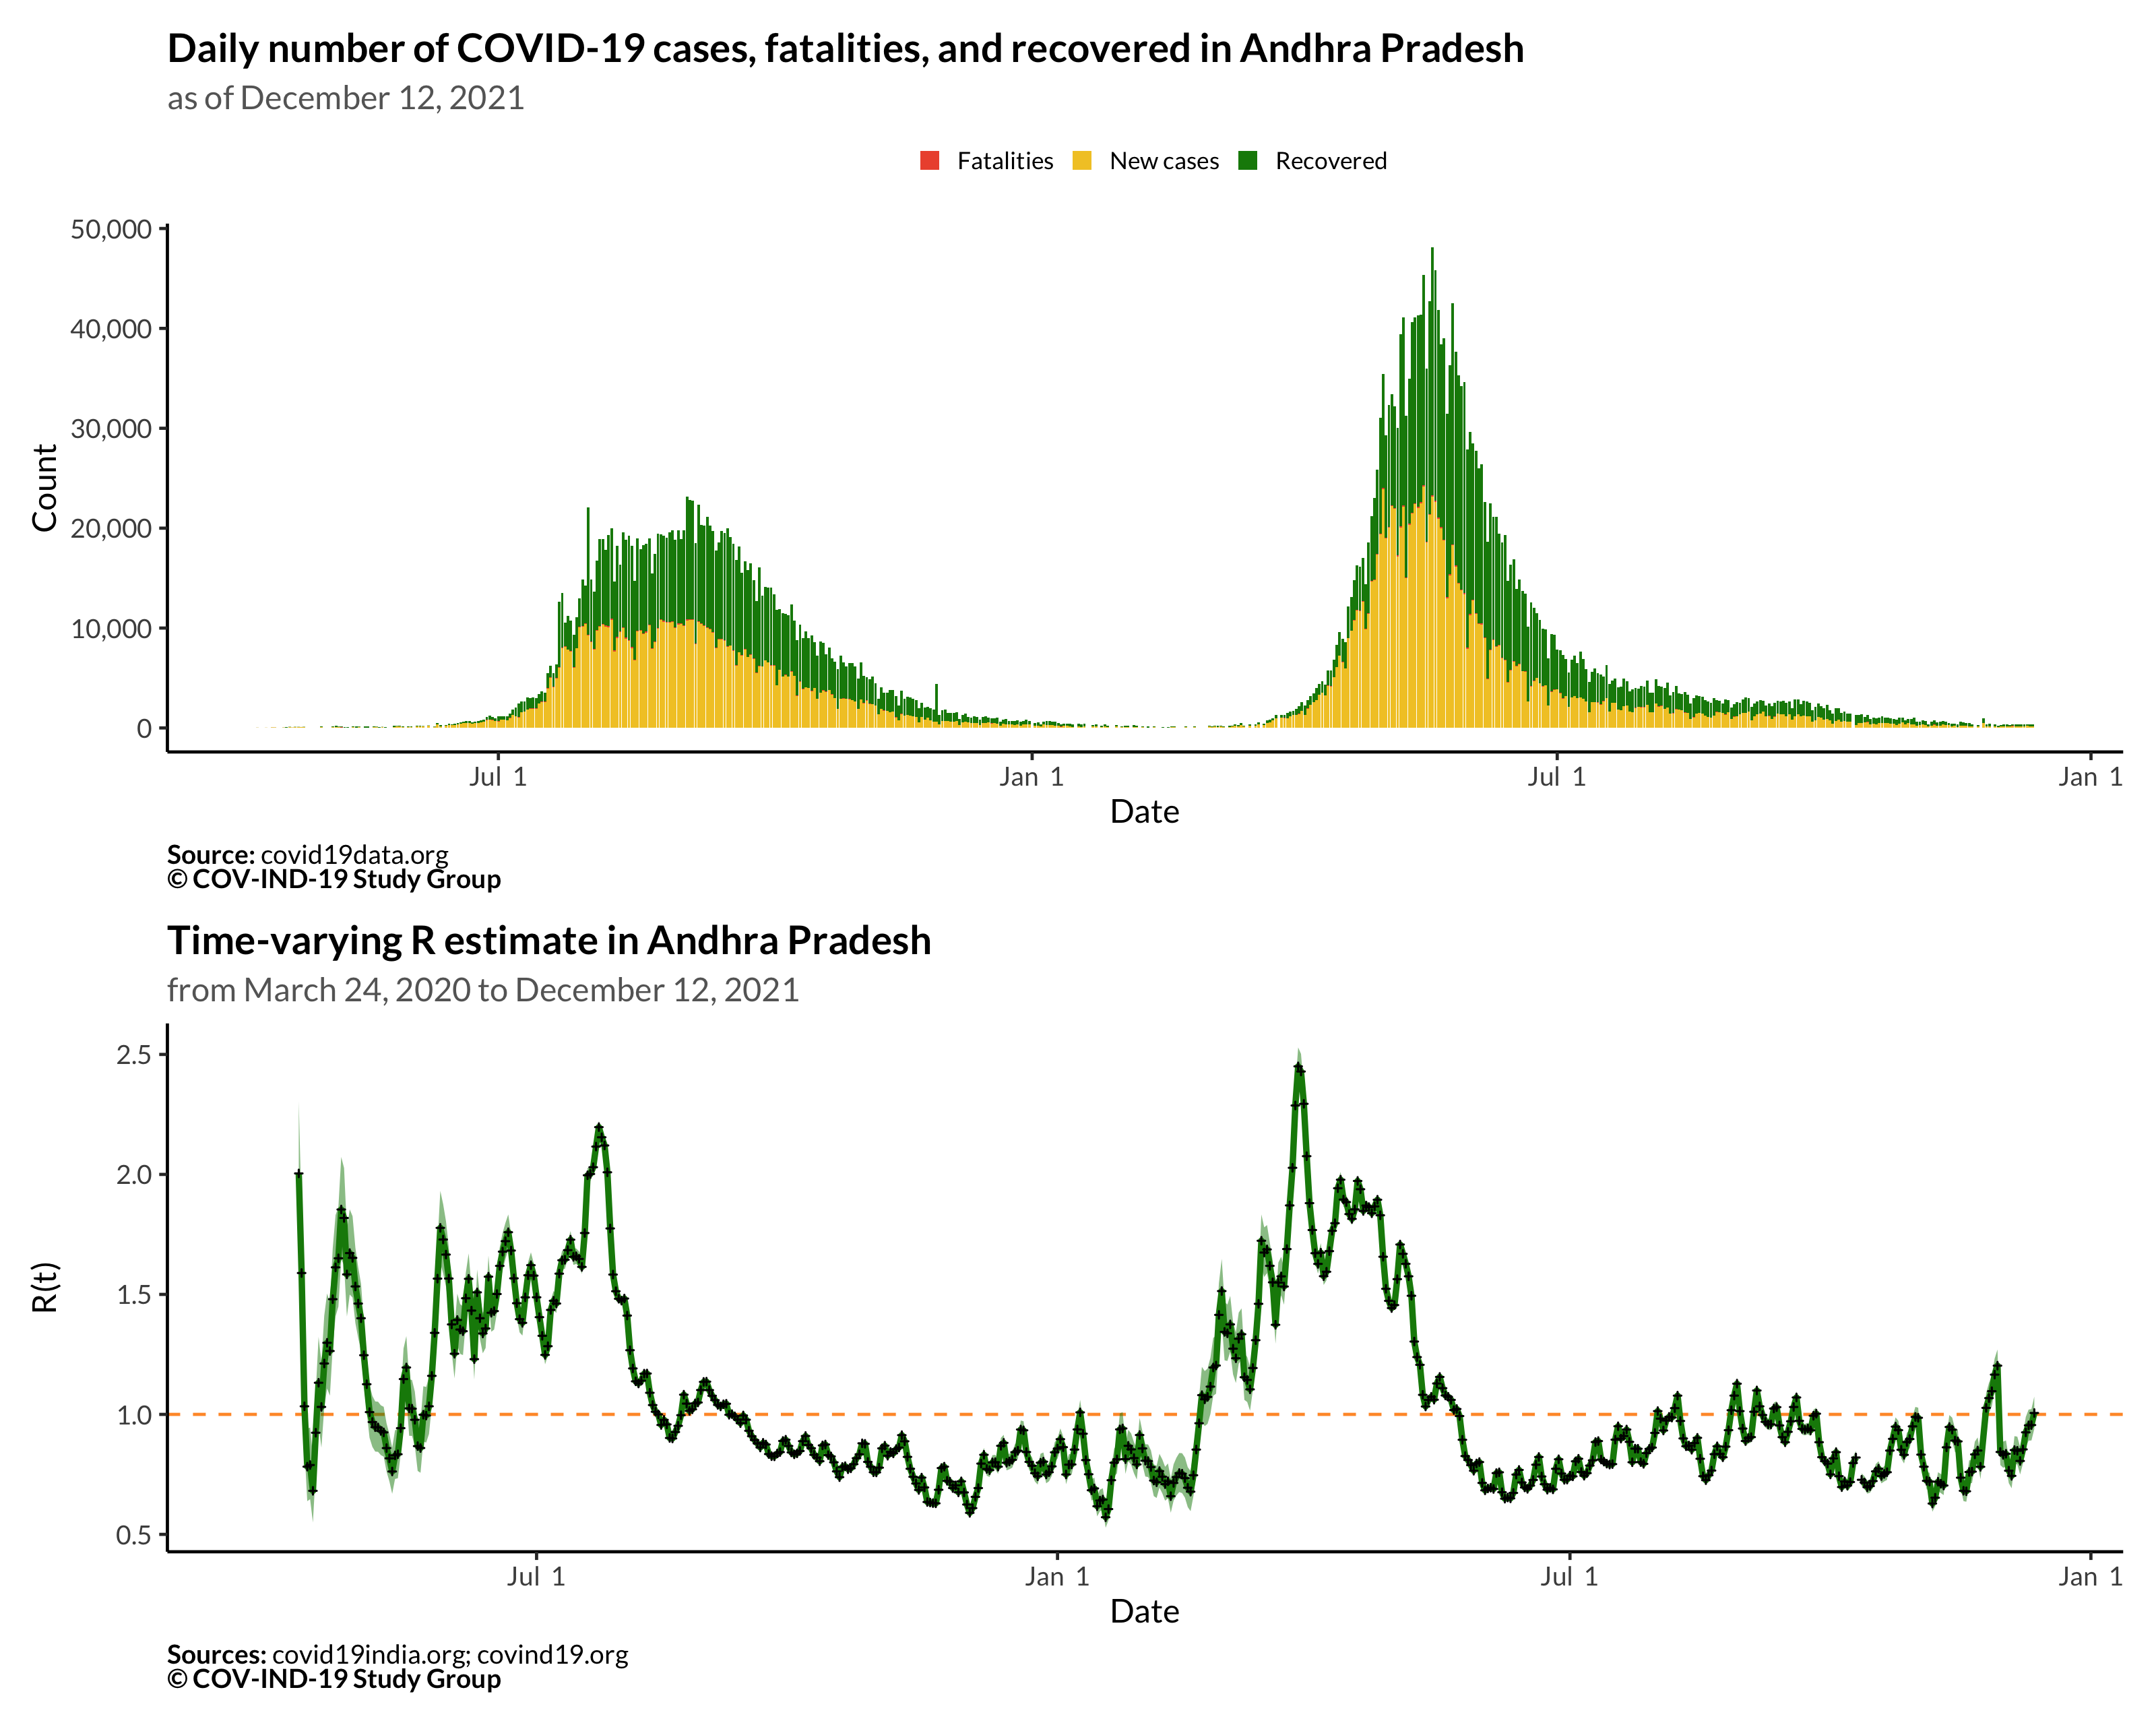 Daily number of COVID-19 cases, fatalities, and recovered in Andhra Pradesh
as of December 12, 2021
Fatalities New cases Recovered
50,000
40,000
30,000
20,000
10,000
0
Count
Jul 1 Jan 1 Jul 1 Jan 1
Date
Source: covid19data.org
© COV-IND-19 Study Group
Time-varying R estimate in Andhra Pradesh
from March 24, 2020 to December 12, 2021
2.5
2.0
1.5
1.0
0.5
R(t)
Jul 1 Jan 1 Jul 1 Jan 1
Date
Sources: covid19india.org; covind19.org
© COV-IND-19 Study Group